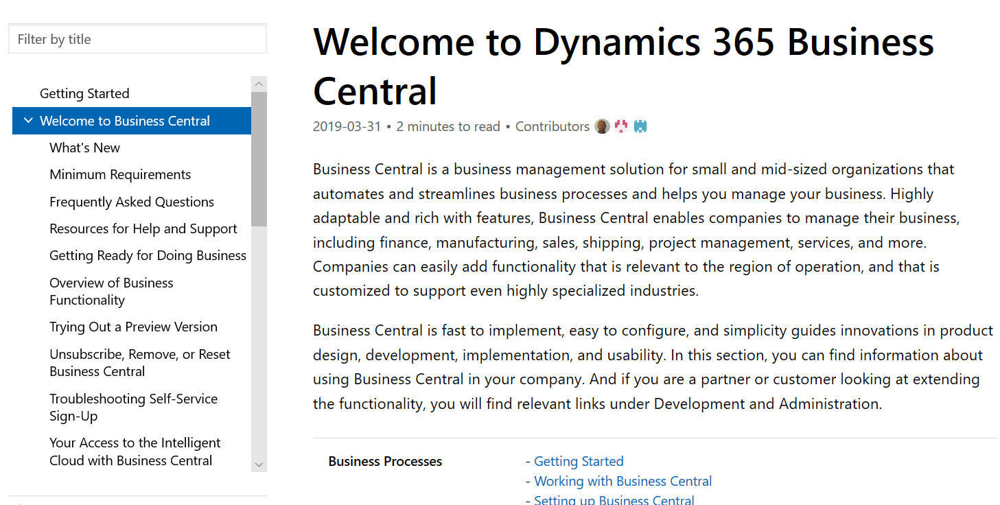 Filter by title
Getting Started
Welcome to Business Central
What's New
Minimum Requirements
Frequently Asked Questions
Resources for Help and Support
Getting Ready for Doing Business
Overview of Business
Functionality
Trying Out a Preview Version
Unsubscribe, Remove, or Reset
Business Central
Troubleshooting Self-Service
Sign-Up
Your Access to the Intelligent
Cloud with Business Central
Welcome to Dynamics 365 Business
Central
2019-03-31 • 2 minutes to read • Contributors
Business Central is a business management solution for small and mid-sized organizations that
automates and streamlines business processes and helps you manage your business. Highly
adaptable and rich with features, Business Central enables companies to manage their business,
including finance, manufacturing, sales, shipping, project management, services, and more.
Companies can easily add functionality that is relevant to the region of operation, and that is
customized to support even highly specialized industries.
Business Central is fast to implement, easy to configure, and simplicity guides innovations in product
design, development, implementation, and usability. In this section, you can find information about
using Business Central in your company. And if you are a partner or customer looking at extending
the functionality, you will find relevant links under Development and Administration.
Business Processes
- Getting Started
- Working with Business Central
- Setting up Business Central